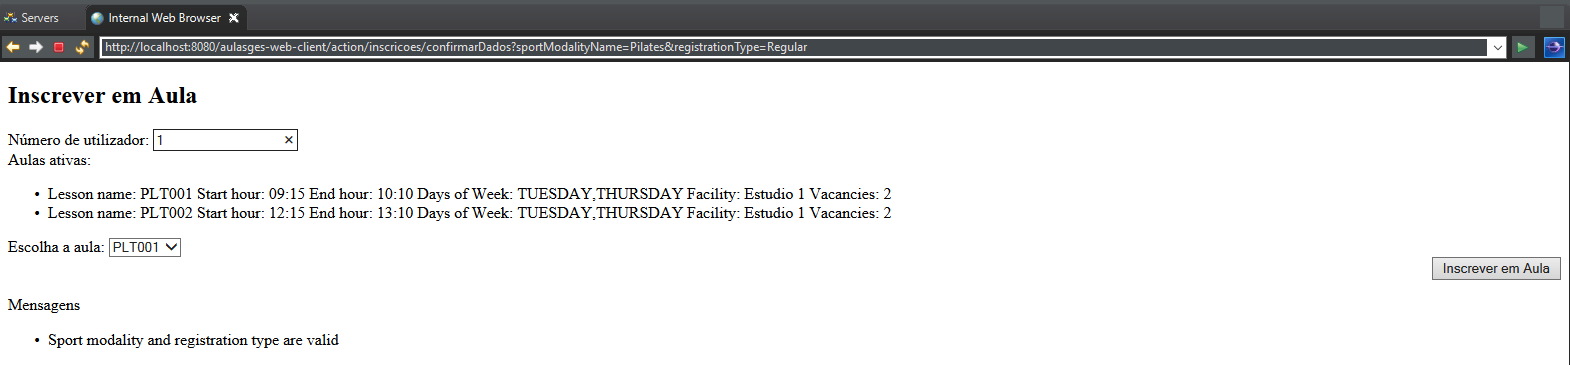 Servers Internal Web Browser
http://localhost:8080/aulasges-web-client/action/inscricoes/confirmarDados?sportModalityName=Pilates&registrationType=Regular
Inscrever em Aula
Número de utilizador: 1
Aulas ativas:
• Lesson name: PLT001 Start hour: 09:15 End hour: 10:10 Days of Week: TUESDAY,THURSDAY Facility: Estudio 1 Vacancies: 2
• Lesson name: PLT002 Start hour: 12:15 End hour: 13:10 Days of Week: TUESDAY,THURSDAY Facility: Estudio 1 Vacancies: 2
Escolha a aula: PLT001
Inscrever em Aula
Mensagens
• Sport modality and registration type are valid